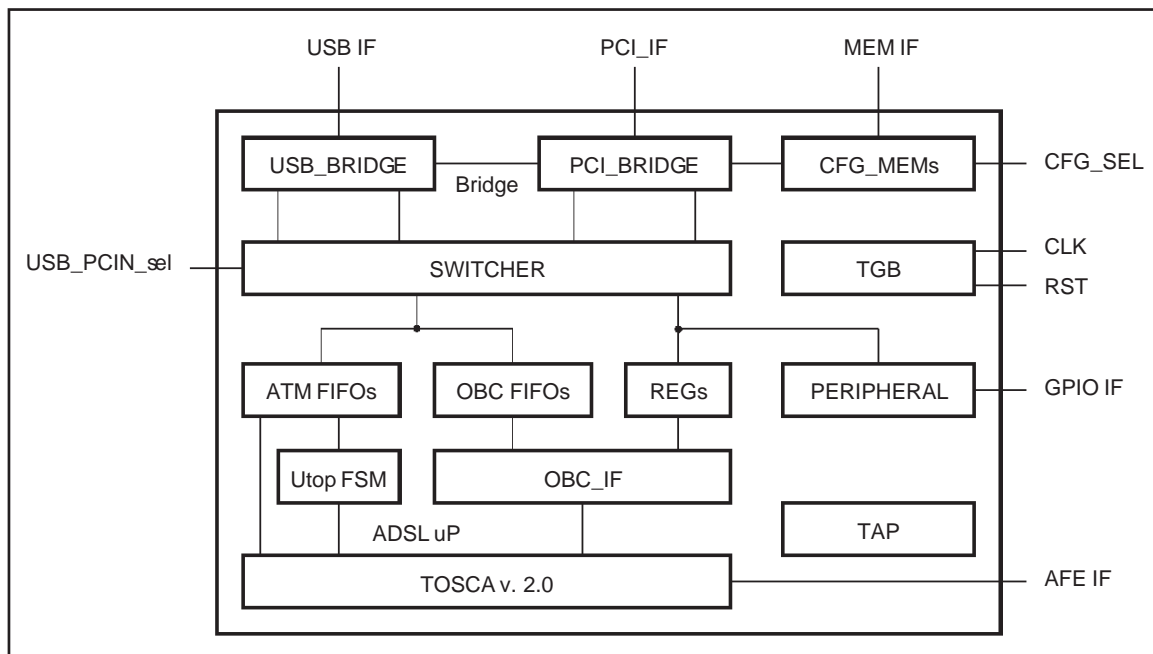 USB IF
PCI_IF
MEM IF
USB_BRIDGE
PCI_BRIDGE
CFG_MEMs
CFG_SEL
Bridge
USB_PCIN_sel
SWITCHER
TGB
CLK
RST
ATM FIFOs
OBC FIFOs
REGs
PERIPHERAL
GPIO IF
Utop FSM
OBC_IF
ADSL uP
TAP
TOSCA v. 2.0
AFE IF